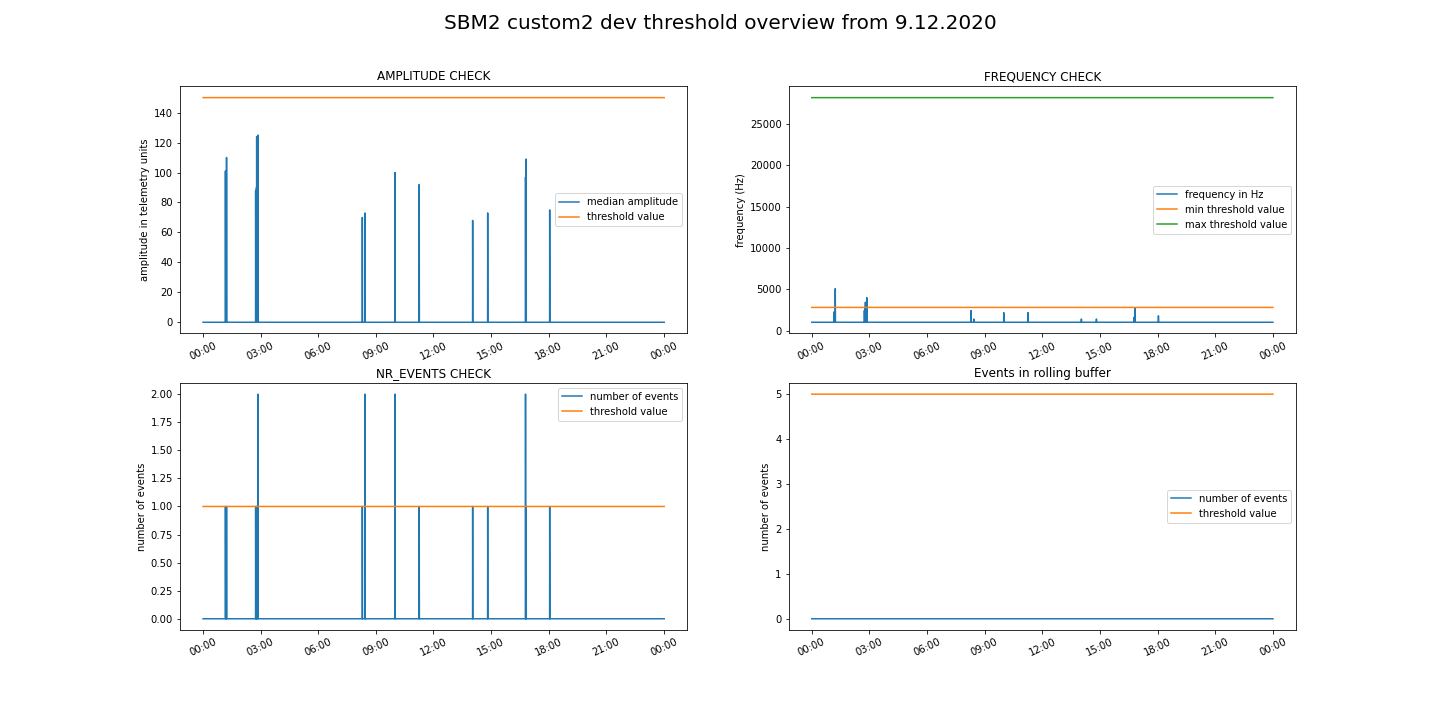 SBM2 custom2 dev threshold overview from 9.12.2020
AMPLITUDE CHECK
amplitude in telemetry units
140
120
100
80
60
40
20
0
median amplitude
threshold value
00:00 03:00 06:00 09:00 12:00 15:00 18:00 21:00 00:00
FREQUENCY CHECK
frequency (Hz)
25000
20000
15000
10000
5000
0
frequency in Hz
min threshold value
max threshold value
00:00 03:00 06:00 09:00 12:00 15:00 18:00 21:00 00:00
NR_EVENTS CHECK
number of events
2.00
1.75
1.50
1.25
1.00
0.75
0.50
0.25
0.00
number of events
threshold value
00:00 03:00 06:00 09:00 12:00 15:00 18:00 21:00 00:00
Events in rolling buffer
number of events
5
4
3
2
1
0
number of events
threshold value
00:00 03:00 06:00 09:00 12:00 15:00 18:00 21:00 00:00